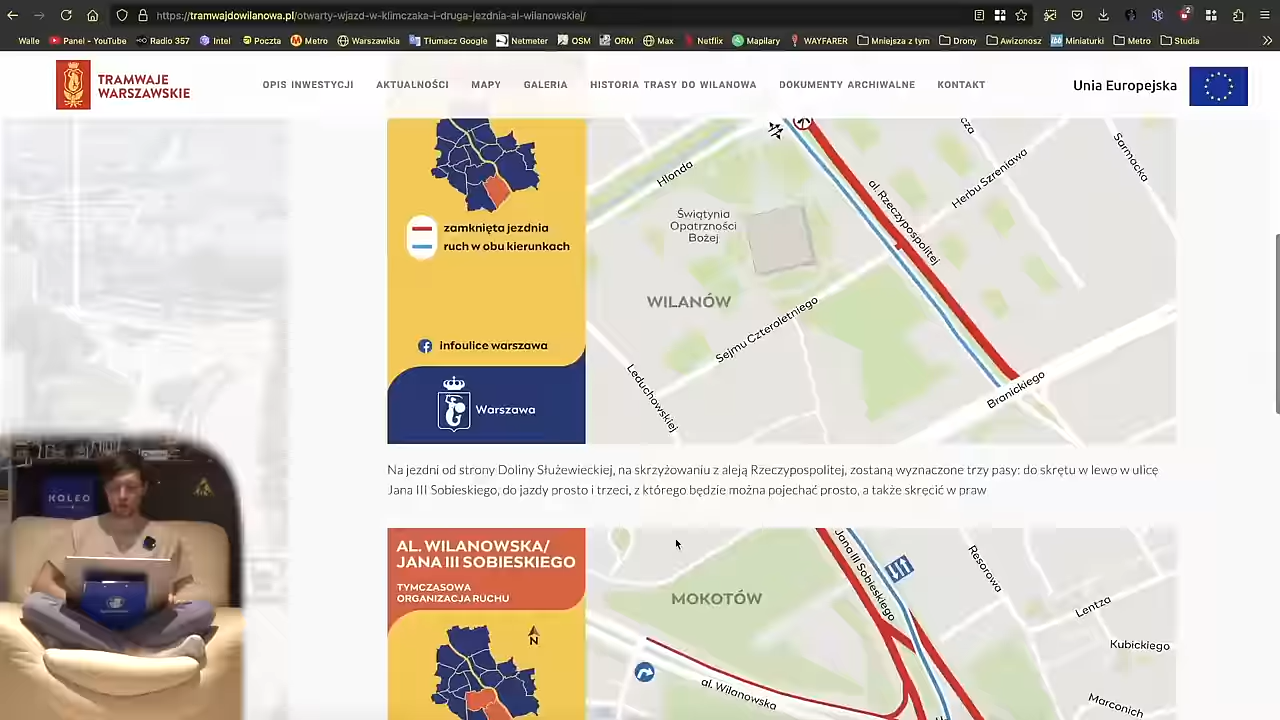 https://tramwajdowilanowa.pl/otwarty-wjazd-w-klimczaka-i-druga-jezdnia-al-wilanowskiej/
2
Walle
Panel - YouTube
Radio 357
Intel
Poczta
Metro
Warszawikia
Tłumacz Google
Netmeter
OSM
ORM
Max
Netflix
Mapilary
WAYFARER
Mniejsza z tym
Drony
Awizonosz
Miniaturki
Metro
Studia
TRAMWAJE
WARSZAWSKIE
OPIS INWESTYCJI
AKTUALNOŚCI
MAPY
GALERIA
HISTORIA TRASY DO WILANOWA
DOKUMENTY ARCHIWALNE
KONTAKT
Unia Europejska
zamknięta jezdnia
ruch w obu kierunkach
infoulice warszawa
Warszawa
Hlonda
Świątynia
Opatrzności
Bożej
WILANÓW
Sejmu Czteroletniego
Leduchowskiej
al. Rzeczypospolitej
Herbu Szreniawa
Sarmacka
Branickiego
Na jezdni od strony Doliny Służewieckiej, na skrzyżowaniu z aleją Rzeczypospolitej, zostaną wyznaczone trzy pasy: do skrętu w lewo w ulicę
Jana III Sobieskiego, do jazdy prosto i trzeci, z którego będzie można pojechać prosto, a także skręcić w praw
AL. WILANOWSKA/
JANA III SOBIESKIEGO
TYMCZASOWA
ORGANIZACJA RUCHU
N
MOKOTÓW
al. Wilanowska
Jana III Sobieskiego
Resorowa
Lentza
Kubickiego
Marconich
KOLEO